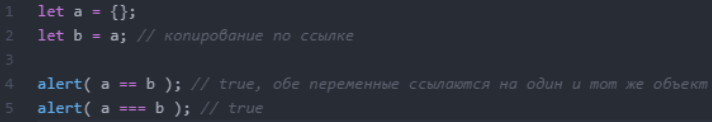 1 let a = {};
2 let b = a; // копирование по ссылке
3
4 alert( a == b ); // true, обе переменные ссылаются на один и тот же объект
5 alert( a === b ); // true